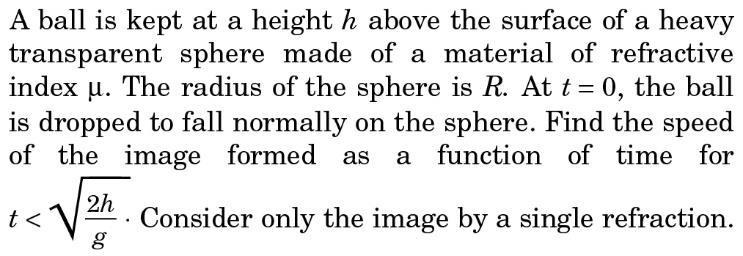 A ball is kept at a height h above the surface of a heavy
transparent sphere made of a material of refractive
index μ. The radius of the sphere is R. At t = 0, the ball
is dropped to fall normally on the sphere. Find the speed
of the image formed as a function of time for
t < √(2h/g). Consider only the image by a single refraction.